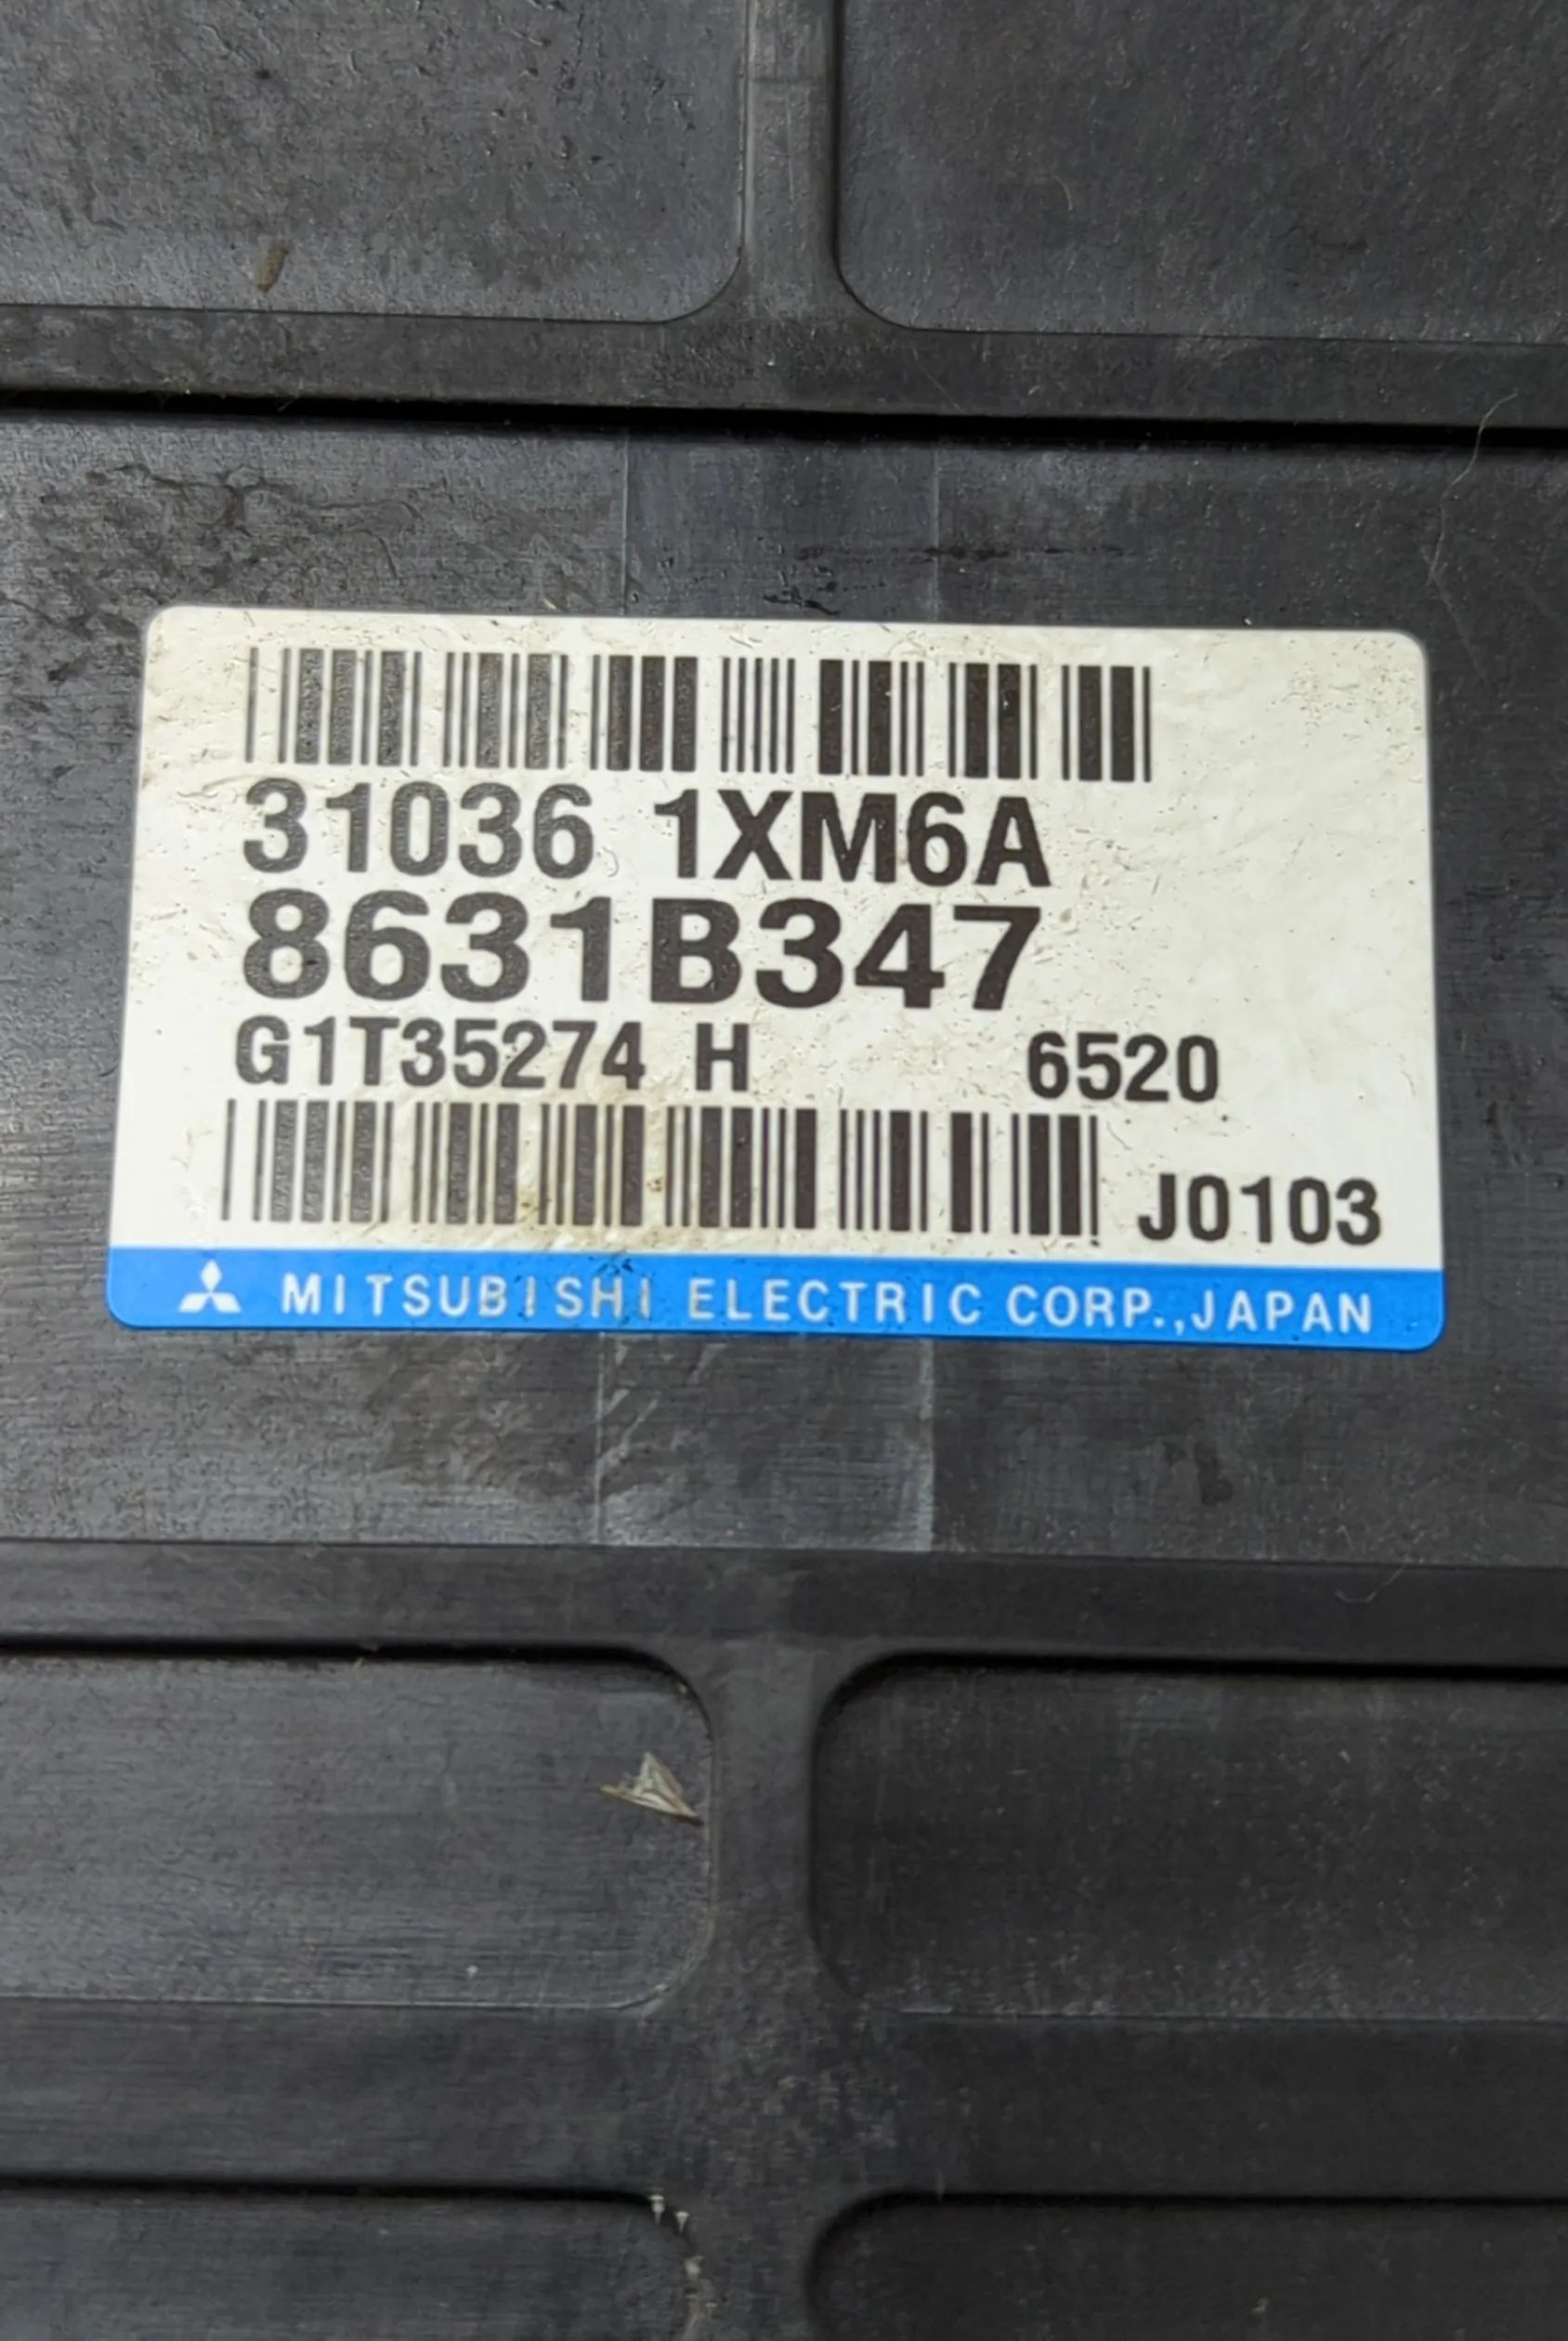 31036 1XM6A
8631B347
G1T35274 H 6520
J0103
MITSUBISHI ELECTRIC CORP.,JAPAN